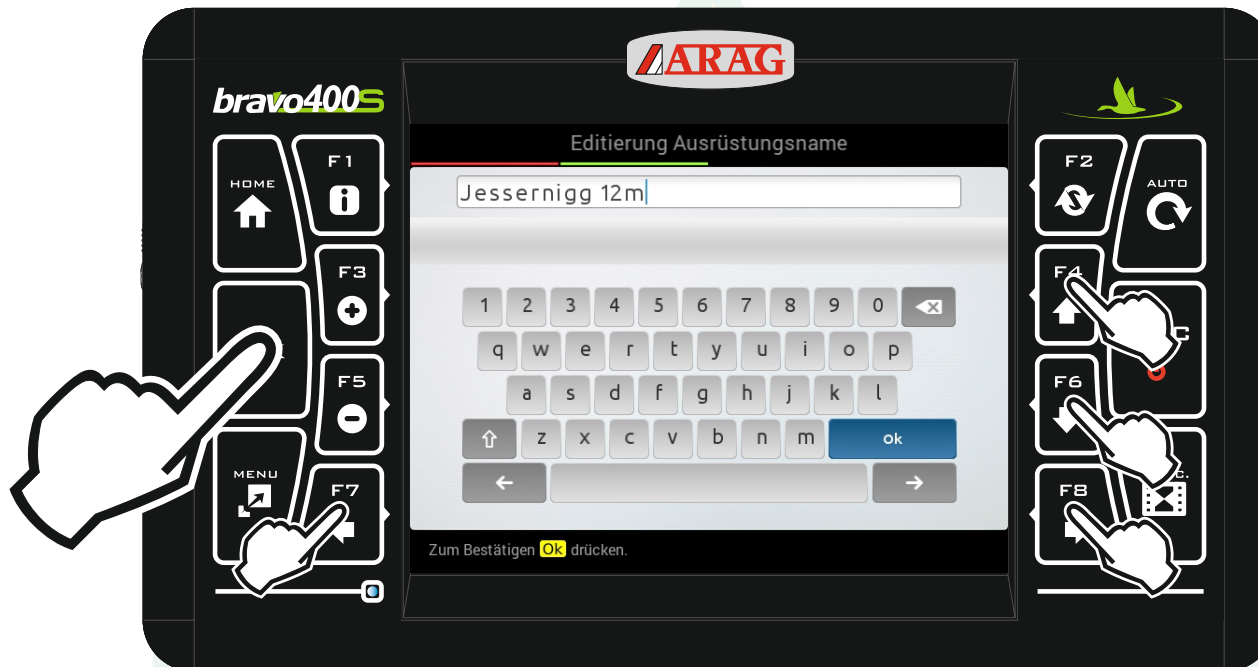 ARAG
bravo400S
Editierung Ausrüstungsname
F1
F2
HOME
AUTO
Jessernigg 12m
F3
F4
1 2 3 4 5 6 7 8 9 0
q w e r t y u i o p
F5
F6
a s d f g h j k l
z x c v b n m ok
MENU
F7
F8
Zum Bestätigen Ok drücken.